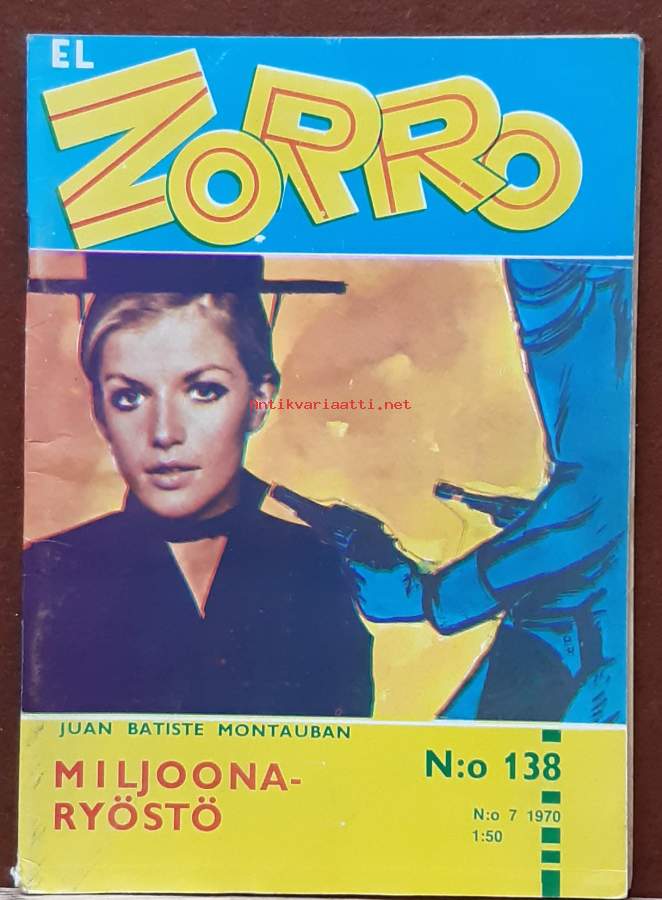 EL
ZORRO
Antikvariaatti.net
JUAN BATISTE MONTAUBAN
MILJOONA-
RYÖSTÖ
N:o 138
N:o 7 1970
1:50